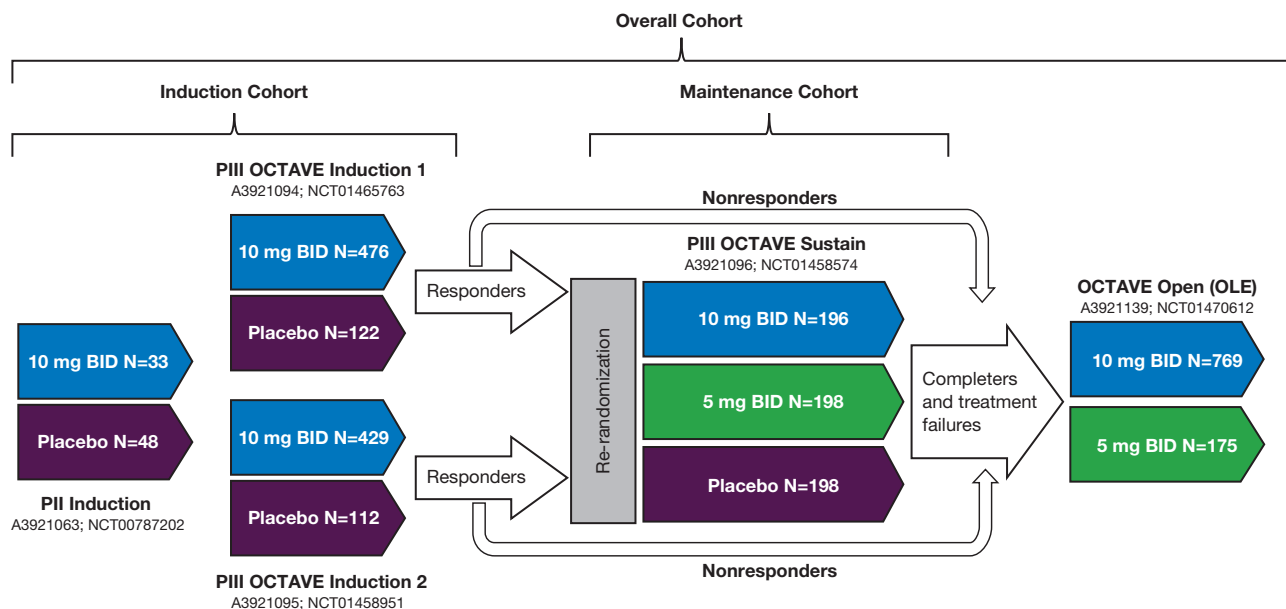 Overall Cohort
Induction Cohort
Maintenance Cohort
PIII OCTAVE Induction 1
A3921094; NCT01465763
10 mg BID N=476
Placebo N=122
Responders
Nonresponders
10 mg BID N=33
Placebo N=48
PII Induction
A3921063; NCT00787202
10 mg BID N=429
Placebo N=112
PIII OCTAVE Induction 2
A3921095; NCT01458951
Responders
Nonresponders
Re-randomization
PIII OCTAVE Sustain
A3921096; NCT01458574
10 mg BID N=196
5 mg BID N=198
Placebo N=198
Completers
and treatment
failures
OCTAVE Open (OLE)
A3921139; NCT01470612
10 mg BID N=769
5 mg BID N=175